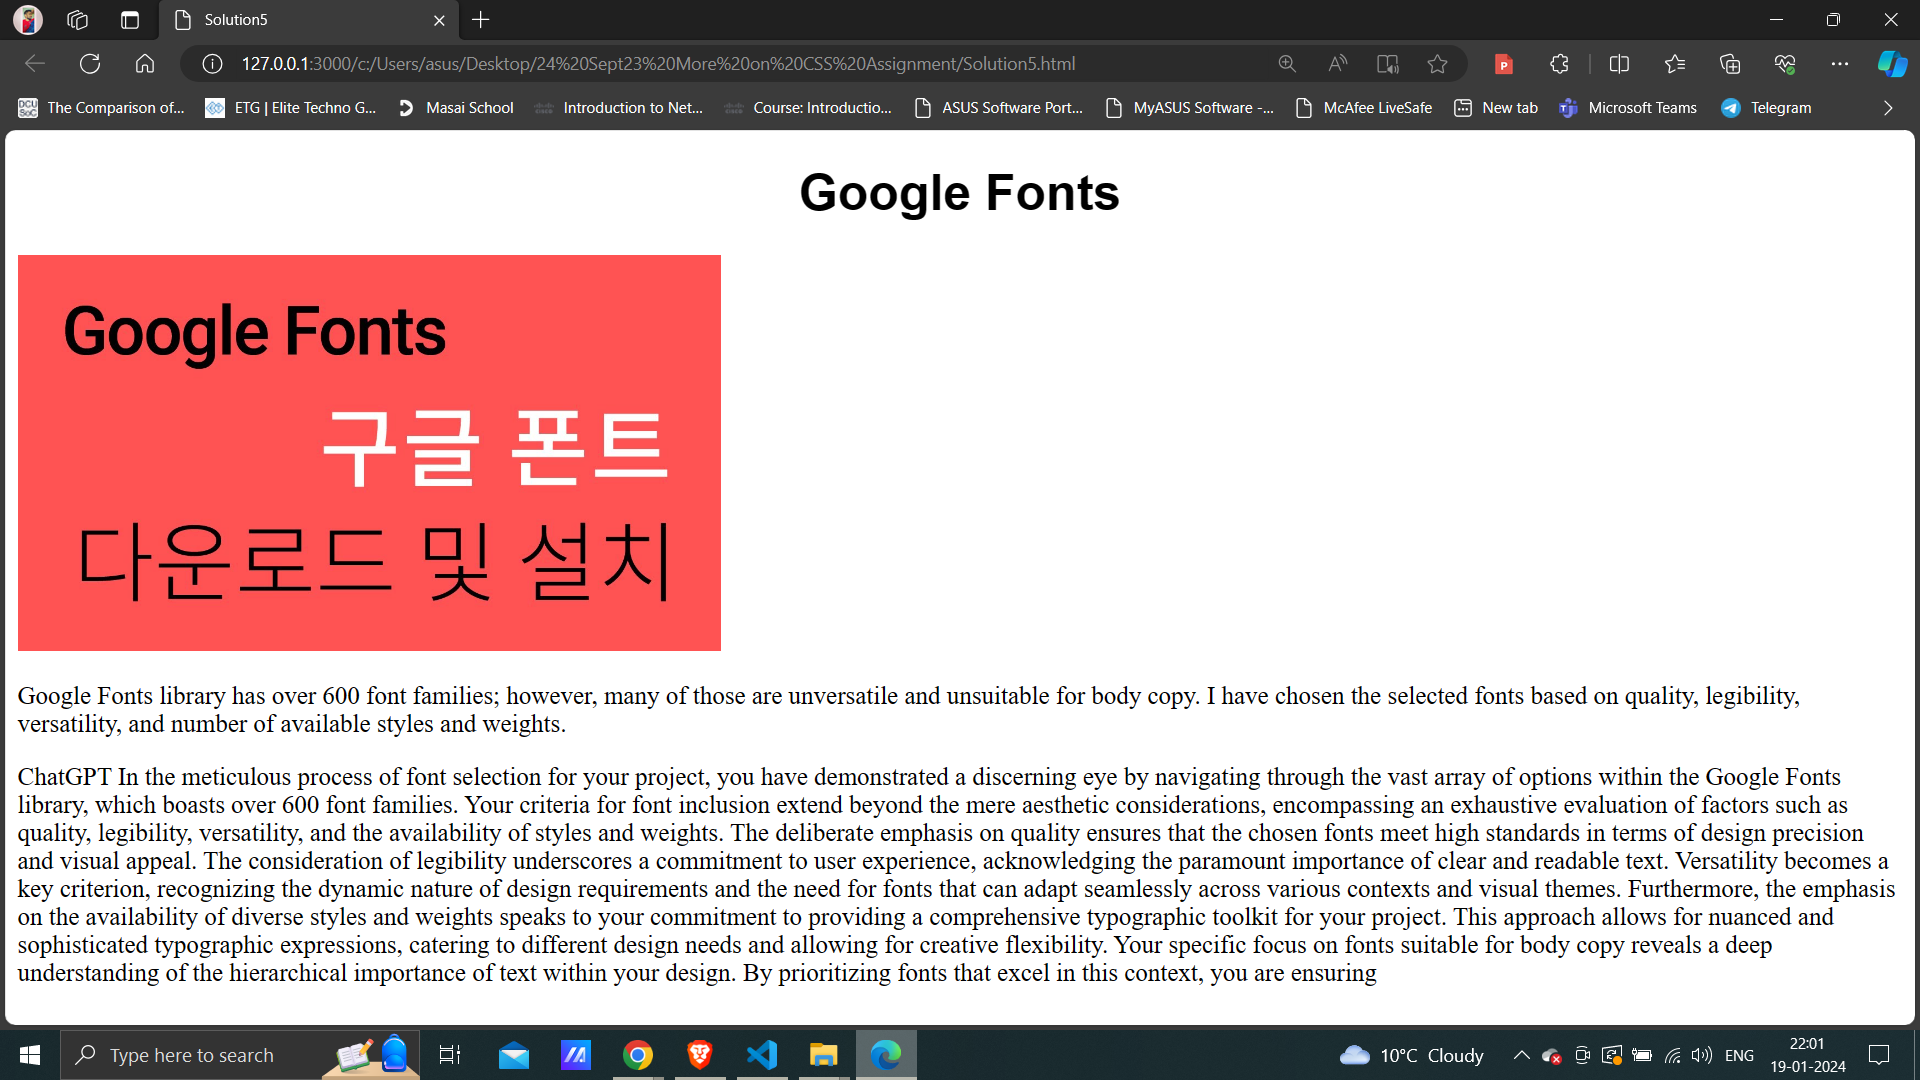 Solution5
127.0.0.1:3000/c:/Users/asus/Desktop/24%20Sept23%20More%20on%20CSS%20Assignment/Solution5.html
The Comparison of... ETG | Elite Techno G... Masai School Introduction to Net... Course: Introductio... ASUS Software Port... MyASUS Software -... McAfee LiveSafe New tab Microsoft Teams Telegram
Google Fonts
Google Fonts
구글 폰트
다운로드 및 설치
Google Fonts library has over 600 font families; however, many of those are unversatile and unsuitable for body copy. I have chosen the selected fonts based on quality, legibility,
versatility, and number of available styles and weights.
ChatGPT In the meticulous process of font selection for your project, you have demonstrated a discerning eye by navigating through the vast array of options within the Google Fonts
library, which boasts over 600 font families. Your criteria for font inclusion extend beyond the mere aesthetic considerations, encompassing an exhaustive evaluation of factors such as
quality, legibility, versatility, and the availability of styles and weights. The deliberate emphasis on quality ensures that the chosen fonts meet high standards in terms of design precision
and visual appeal. The consideration of legibility underscores a commitment to user experience, acknowledging the paramount importance of clear and readable text. Versatility becomes a
key criterion, recognizing the dynamic nature of design requirements and the need for fonts that can adapt seamlessly across various contexts and visual themes. Furthermore, the emphasis
on the availability of diverse styles and weights speaks to your commitment to providing a comprehensive typographic toolkit for your project. This approach allows for nuanced and
sophisticated typographic expressions, catering to different design needs and allowing for creative flexibility. Your specific focus on fonts suitable for body copy reveals a deep
understanding of the hierarchical importance of text within your design. By prioritizing fonts that excel in this context, you are ensuring
Type here to search
10°C Cloudy
ENG
22:01
19-01-2024